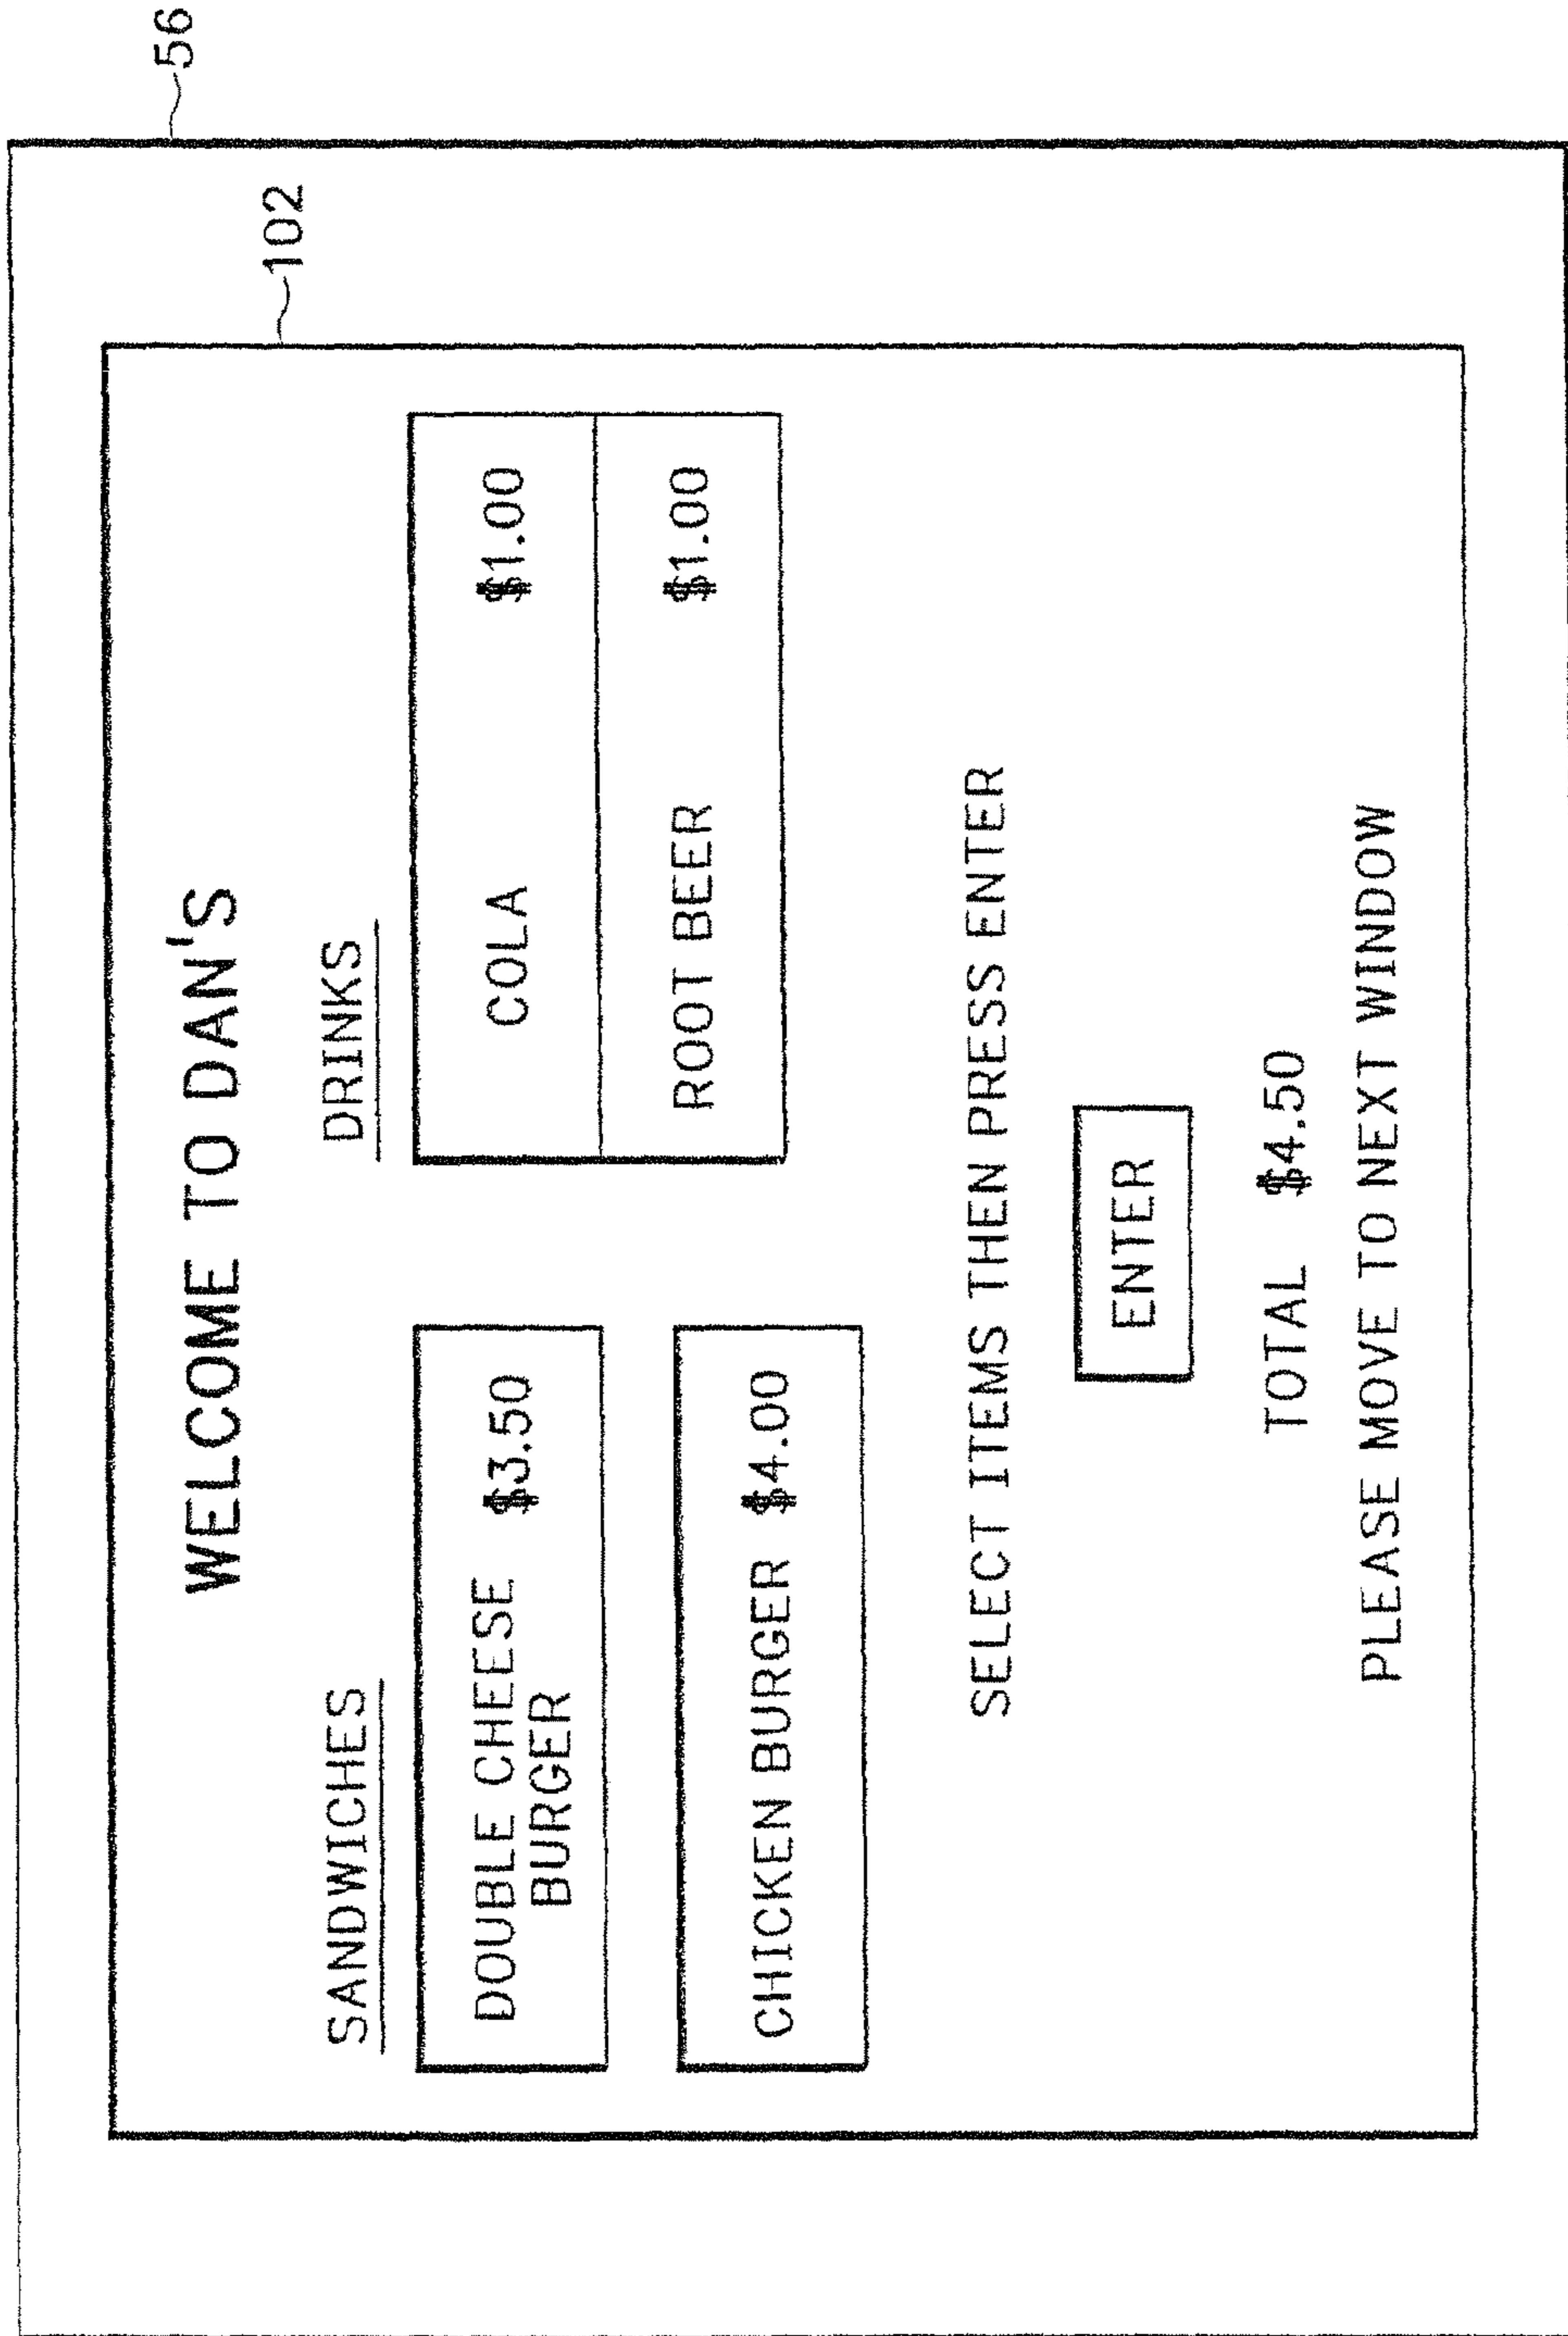 56
102
WELCOME TO DAN'S
SANDWICHES
DOUBLE CHEESE $3.50
BURGER
CHICKEN BURGER $4.00
DRINKS
COLA $1.00
ROOT BEER $1.00
SELECT ITEMS THEN PRESS ENTER
ENTER
TOTAL $4.50
PLEASE MOVE TO NEXT WINDOW